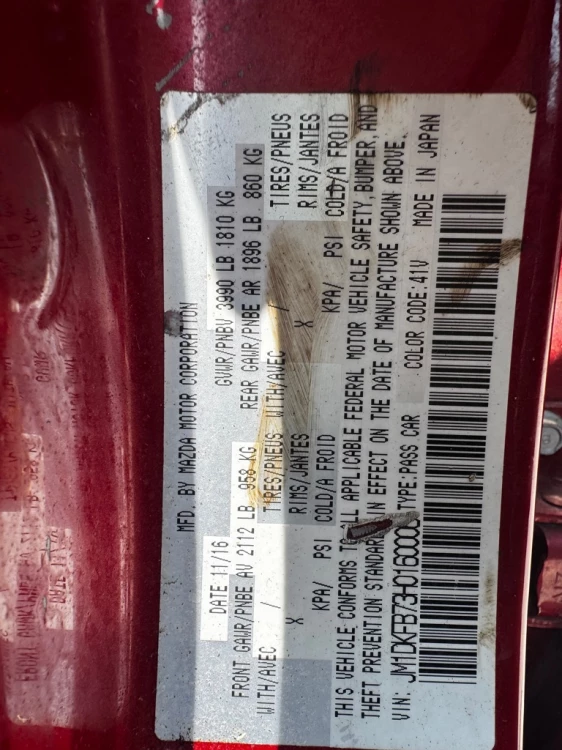 MFD. BY MAZDA MOTOR CORPORATION
DATE 11/16 GVWR/PNBV 3990 LB 1810 KG
FRONT GAWR/PNBE AV 2112 LB 958 KG REAR GAWR/PNBE AR 1896 LB 860 KG
WITH/AVEC TIRES/PNEUS WITH/AVEC TIRES/PNEUS
/ RIMS/JANTES / RIMS/JANTES
X X
KPA/ PSI COLD/A FROID KPA/ PSI COLD/A FROID
THIS VEHICLE CONFORMS TO ALL APPLICABLE FEDERAL MOTOR VEHICLE SAFETY, BUMPER, AND
THEFT PREVENTION STANDARDS IN EFFECT ON THE DATE OF MANUFACTURE SHOWN ABOVE.
VIN: TYPE:PASS CAR COLOR CODE:41V MADE IN JAPAN